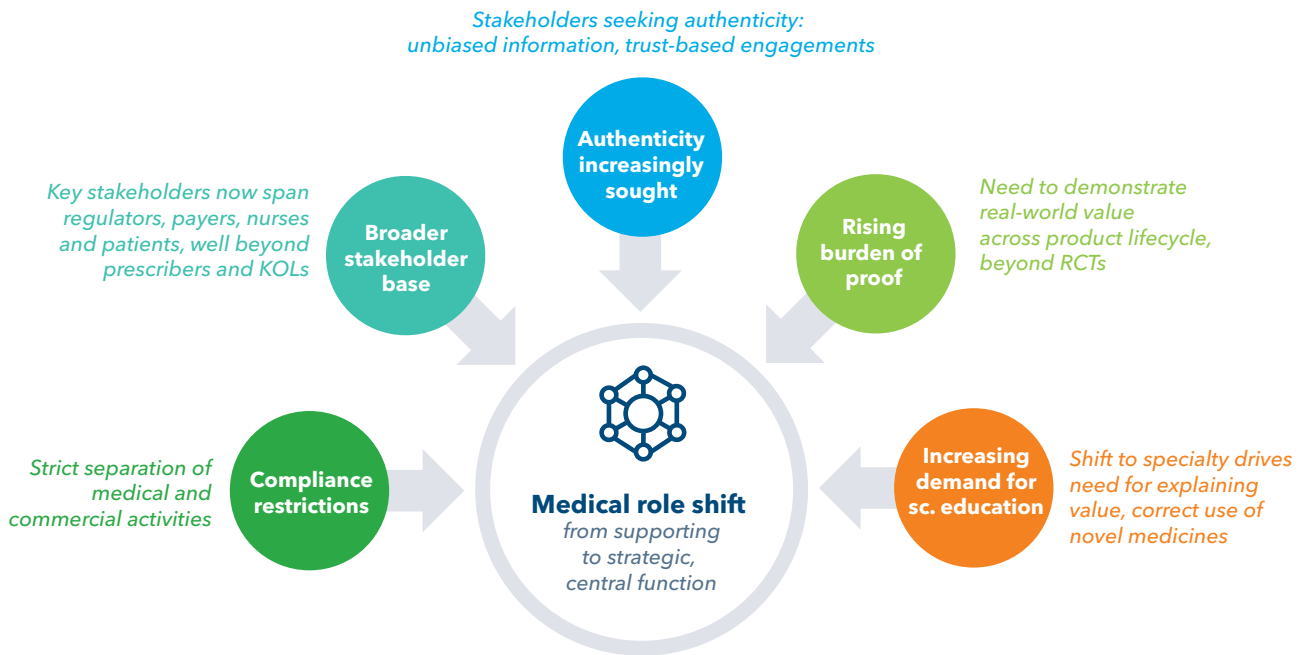 Stakeholders seeking authenticity:
unbiased information, trust-based engagements
Authenticity
increasingly
sought
Key stakeholders now span
regulators, payers, nurses
and patients, well beyond
prescribers and KOLs
Broader
stakeholder
base
Rising
burden of
proof
Need to demonstrate
real-world value
across product lifecycle,
beyond RCTs
Strict separation of
medical and
commercial activities
Compliance
restrictions
Medical role shift
from supporting
to strategic,
central function
Increasing
demand for
sc. education
Shift to specialty drives
need for explaining
value, correct use of
novel medicines